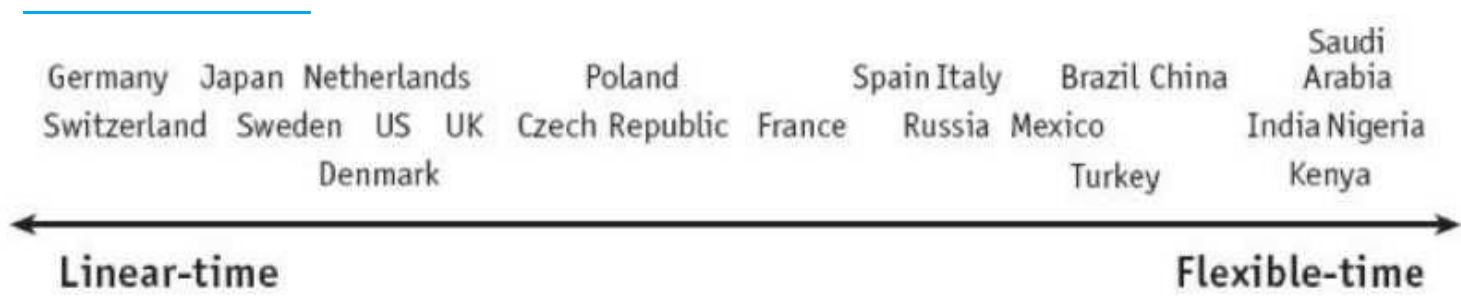 Saudi
Germany Japan Netherlands Poland Spain Italy Brazil China Arabia
Switzerland Sweden US UK Czech Republic France Russia Mexico India Nigeria
Denmark Turkey Kenya
Linear-time Flexible-time